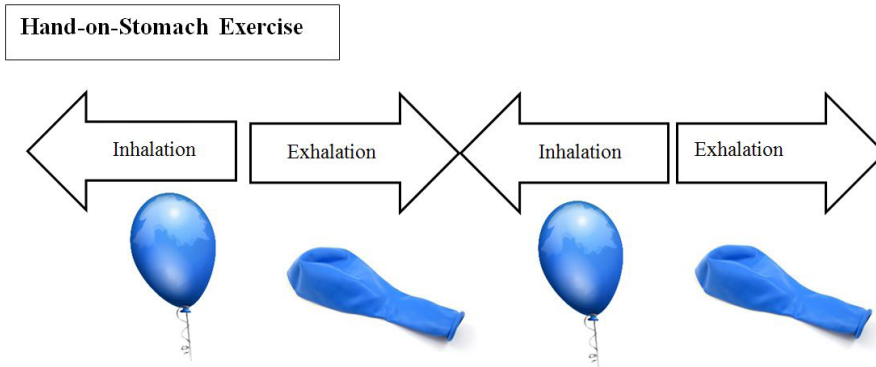 Hand-on-Stomach Exercise
Inhalation
Exhalation
Inhalation
Exhalation